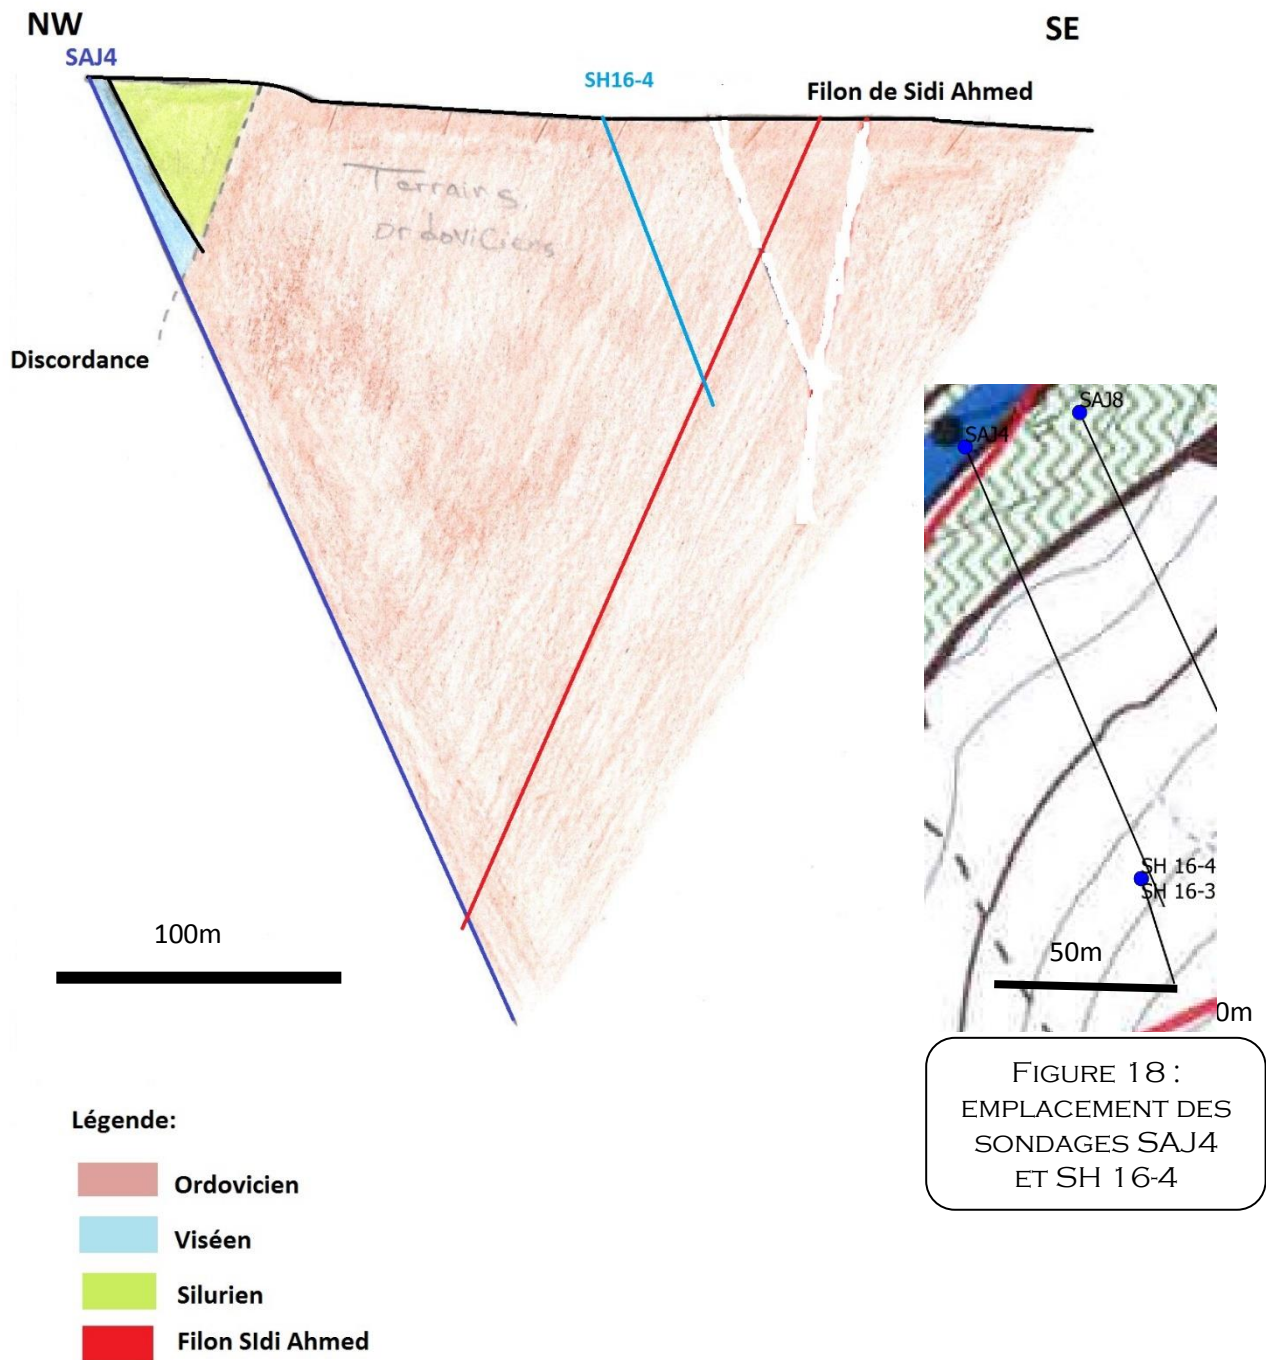 NW
SE
SAJ4
SH16-4
Filon de Sidi Ahmed
Terrains
Ordoviciens
Discordance
SAJ8
SAJ4
SH 16-4
SH 16-3
100m
50m
0m
FIGURE 18 :
EMPLACEMENT DES
SONDAGES SAJ4
ET SH 16-4
Légende:
Ordovicien
Viséen
Silurien
Filon SIdi Ahmed